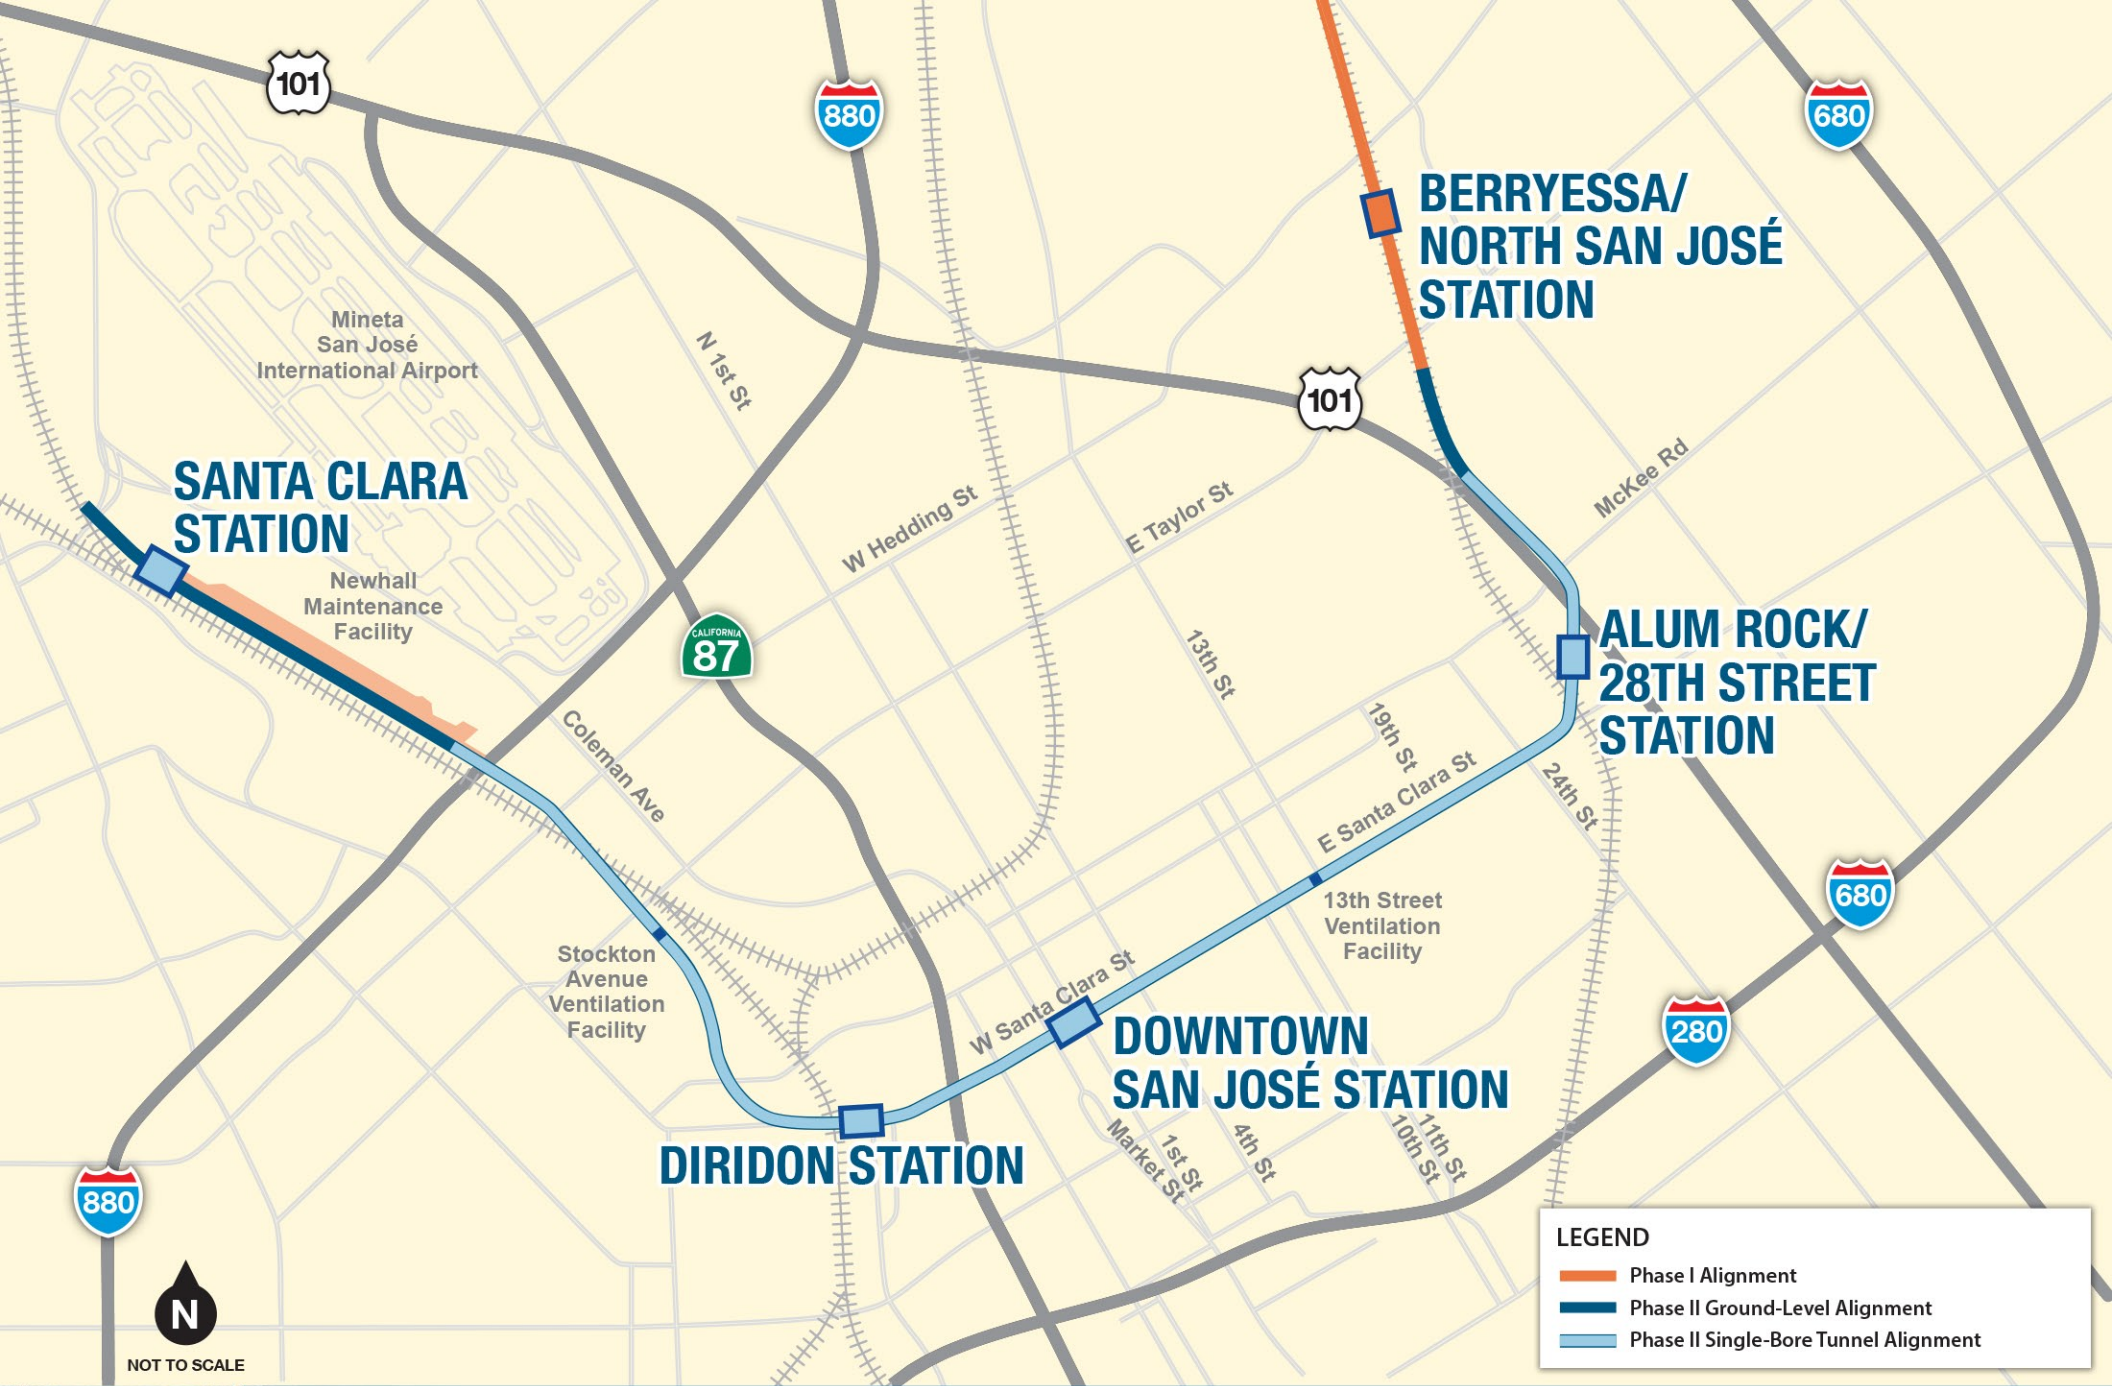 101
880
680
BERRYESSA/
NORTH SAN JOSÉ
STATION
Mineta
San José
International Airport
N 1st St
101
SANTA CLARA
STATION
McKee Rd
W Hedding St
E Taylor St
Newhall
Maintenance
Facility
CALIFORNIA
87
ALUM ROCK/
28TH STREET
STATION
13th St
19th St
Coleman Ave
E Santa Clara St
24th St
680
13th Street
Ventilation
Facility
Stockton
Avenue
Ventilation
Facility
W Santa Clara St
280
DOWNTOWN
SAN JOSÉ STATION
DIRIDON STATION
Market St
1st St
4th St
10th St
11th St
880
N
NOT TO SCALE
LEGEND
Phase I Alignment
Phase II Ground-Level Alignment
Phase II Single-Bore Tunnel Alignment